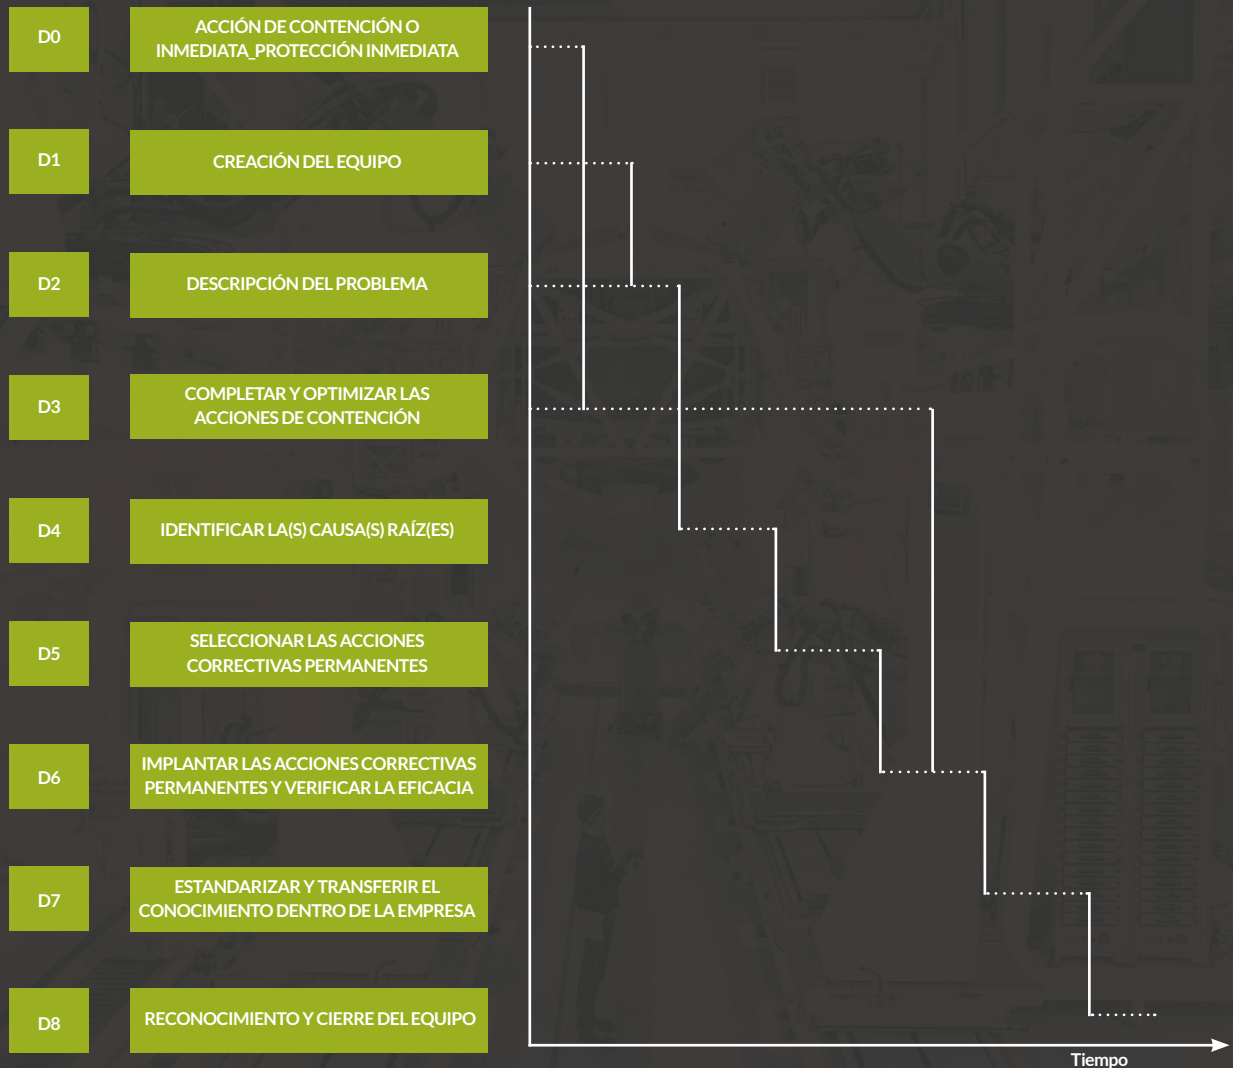 D0
ACCIÓN DE CONTENCIÓN O
INMEDIATA_PROTECCIÓN INMEDIATA
D1
CREACIÓN DEL EQUIPO
D2
DESCRIPCIÓN DEL PROBLEMA
D3
COMPLETAR Y OPTIMIZAR LAS
ACCIONES DE CONTENCIÓN
D4
IDENTIFICAR LA(S) CAUSA(S) RAÍZ(ES)
D5
SELECCIONAR LAS ACCIONES
CORRECTIVAS PERMANENTES
D6
IMPLANTAR LAS ACCIONES CORRECTIVAS
PERMANENTES Y VERIFICAR LA EFICACIA
D7
ESTANDARIZAR Y TRANSFERIR EL
CONOCIMIENTO DENTRO DE LA EMPRESA
D8
RECONOCIMIENTO Y CIERRE DEL EQUIPO
Tiempo